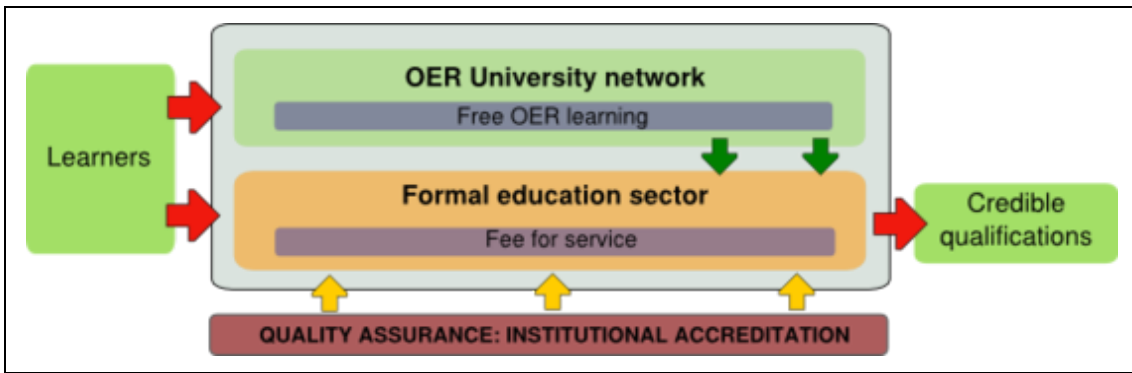 OER University network
Free OER learning
Learners
Formal education sector
Fee for service
Credible
qualifications
QUALITY ASSURANCE: INSTITUTIONAL ACCREDITATION